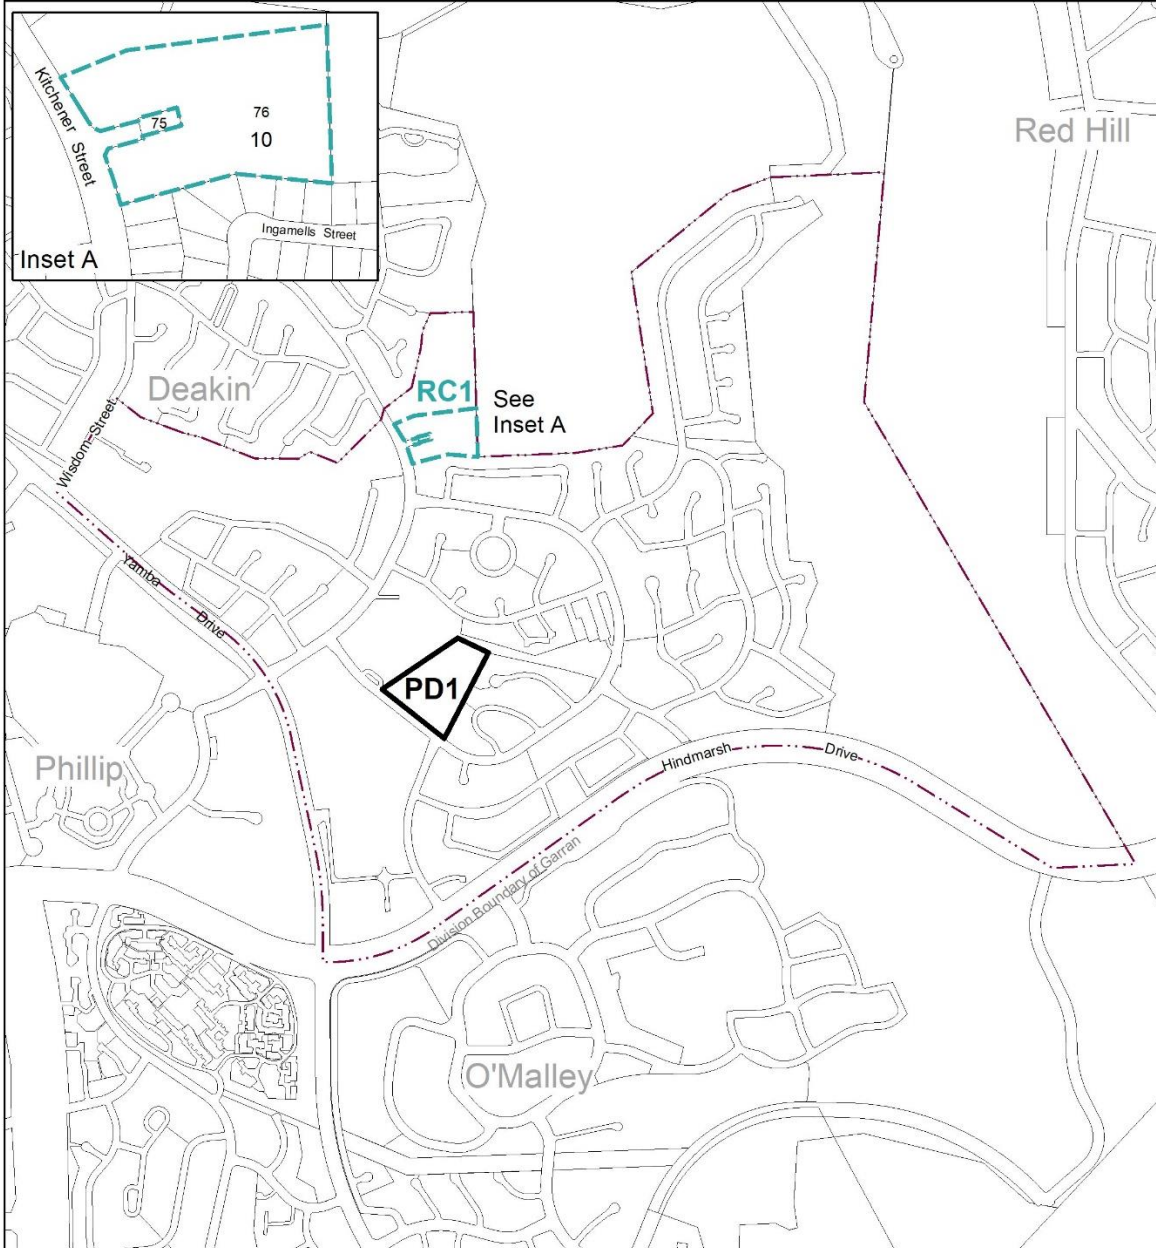 Kitchener Street
75
76
10
Ingamells Street
Inset A
Red Hill
Deakin
RC1
See
Inset A
Wisdom Street
Yamba Drive
PD1
Phillip
Hindmarsh Drive
Division Boundary of Garran
O'Malley